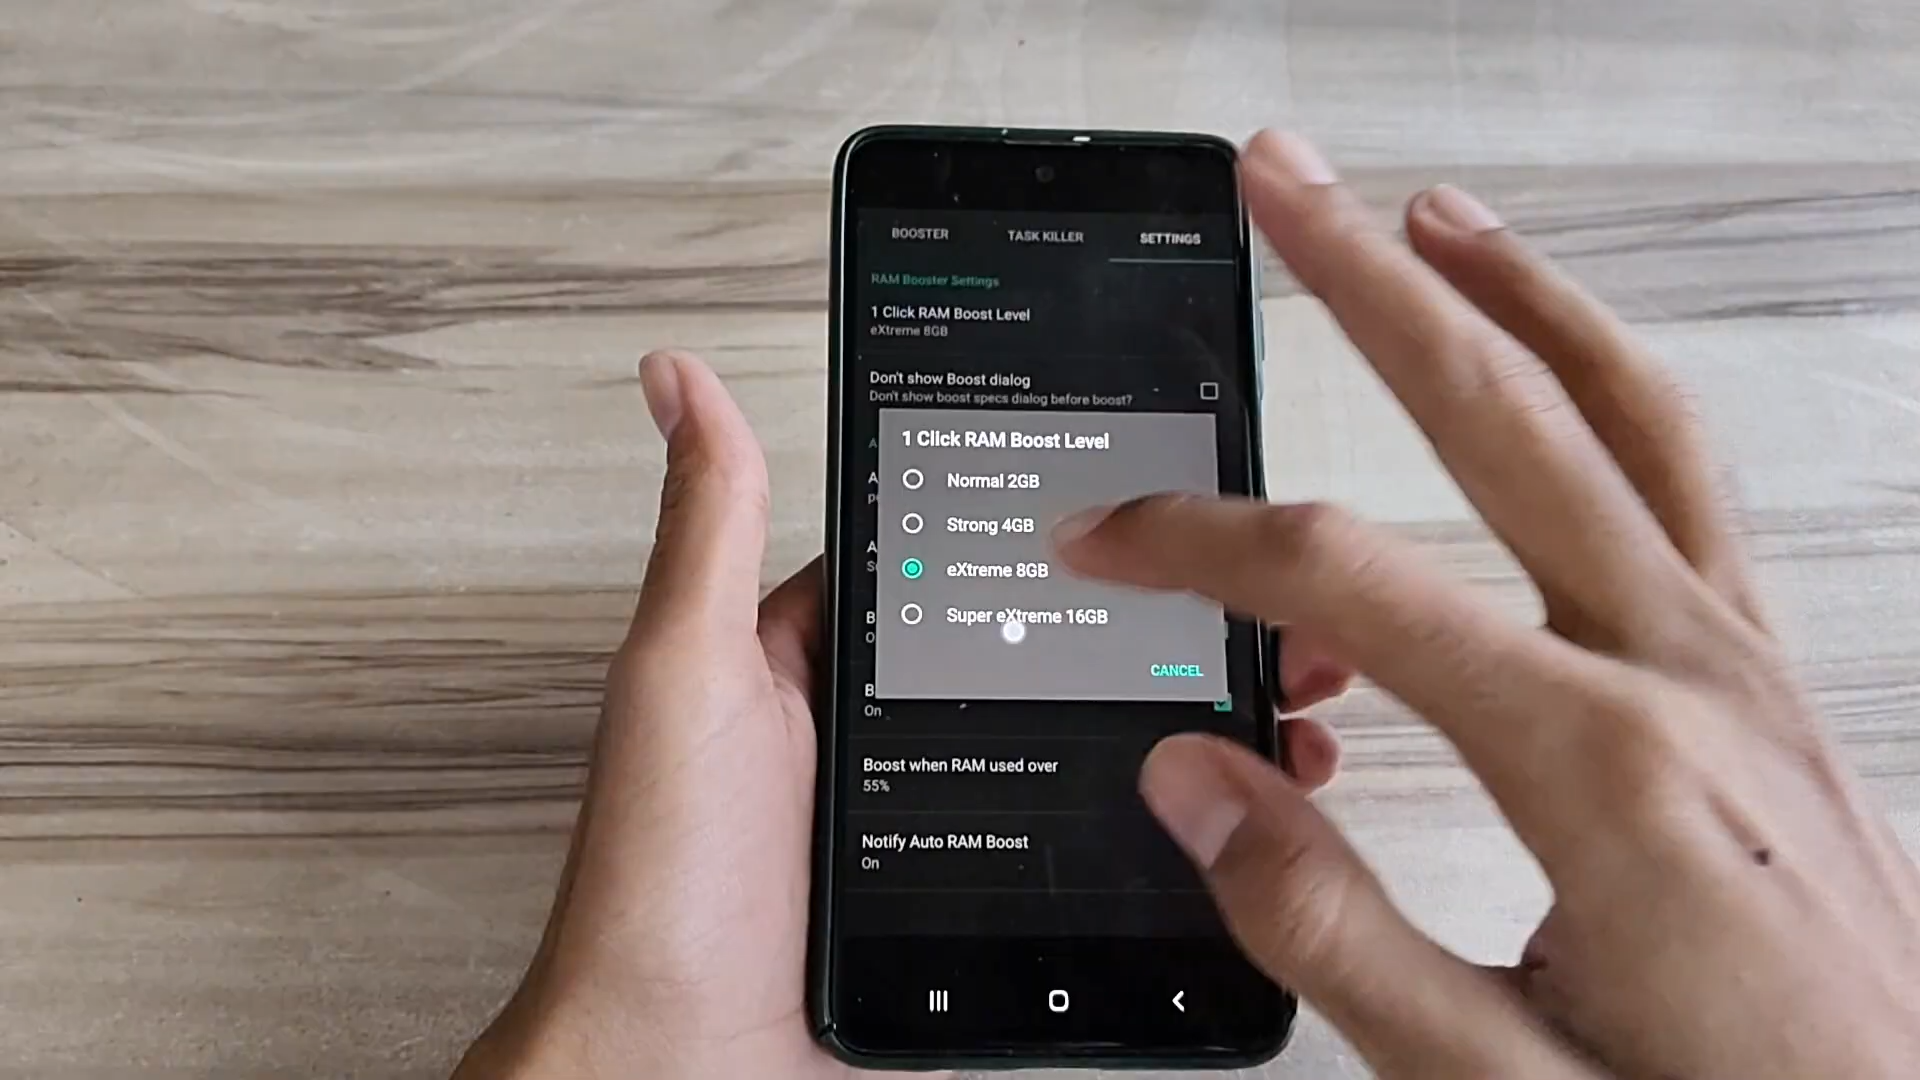 BOOSTER TASK KILLER SETTINGS
RAM Booster Settings
1 Click RAM Boost Level
eXtreme 8GB
Don't show Boost dialog
Don't show boost specs dialog before boost?
1 Click RAM Boost Level
Normal 2GB
Strong 4GB
eXtreme 8GB
Super eXtreme 16GB
CANCEL
On
Boost when RAM used over
55%
Notify Auto RAM Boost
On